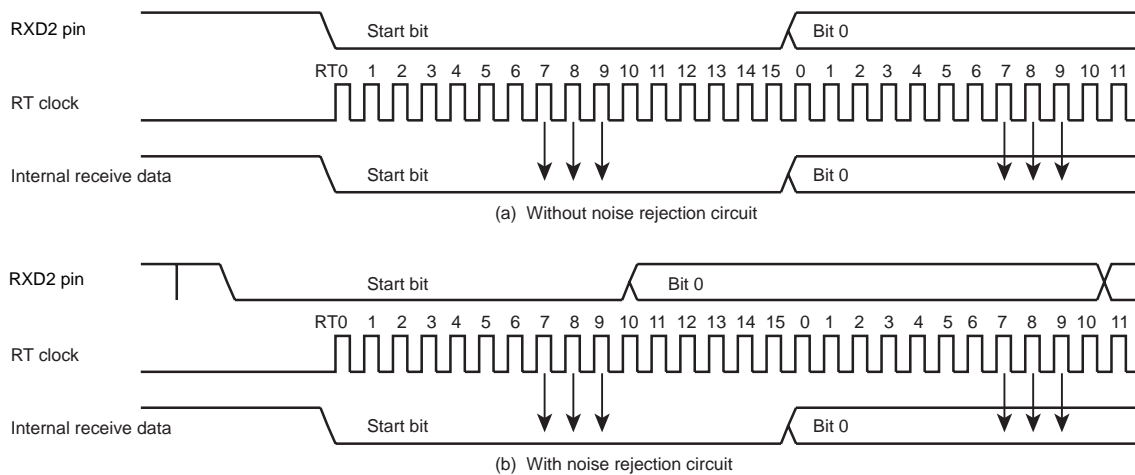 RXD2 pin
Start bit
Bit 0
RT0 1 2 3 4 5 6 7 8 9 10 11 12 13 14 15 0 1 2 3 4 5 6 7 8 9 10 11
RT clock
Internal receive data
Start bit
Bit 0
(a) Without noise rejection circuit
RXD2 pin
Start bit
Bit 0
RT0 1 2 3 4 5 6 7 8 9 10 11 12 13 14 15 0 1 2 3 4 5 6 7 8 9 10 11
RT clock
Internal receive data
Start bit
Bit 0
(b) With noise rejection circuit